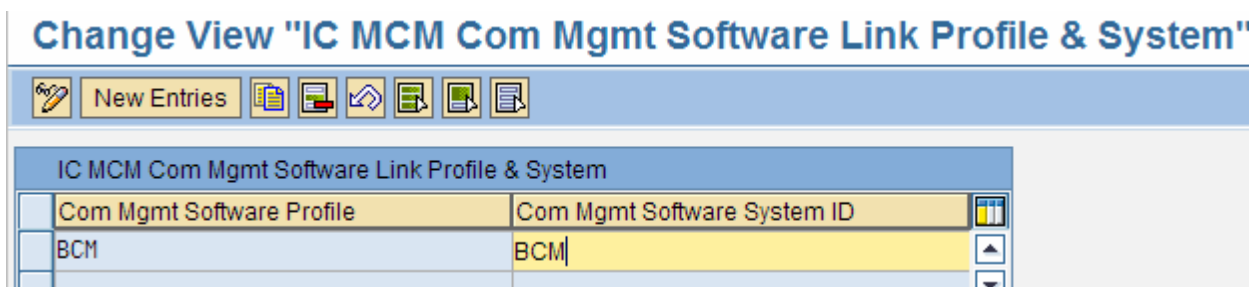 Change View "IC MCM Com Mgmt Software Link Profile & System"
New Entries
IC MCM Com Mgmt Software Link Profile & System
Com Mgmt Software Profile Com Mgmt Software System ID
BCM BCM